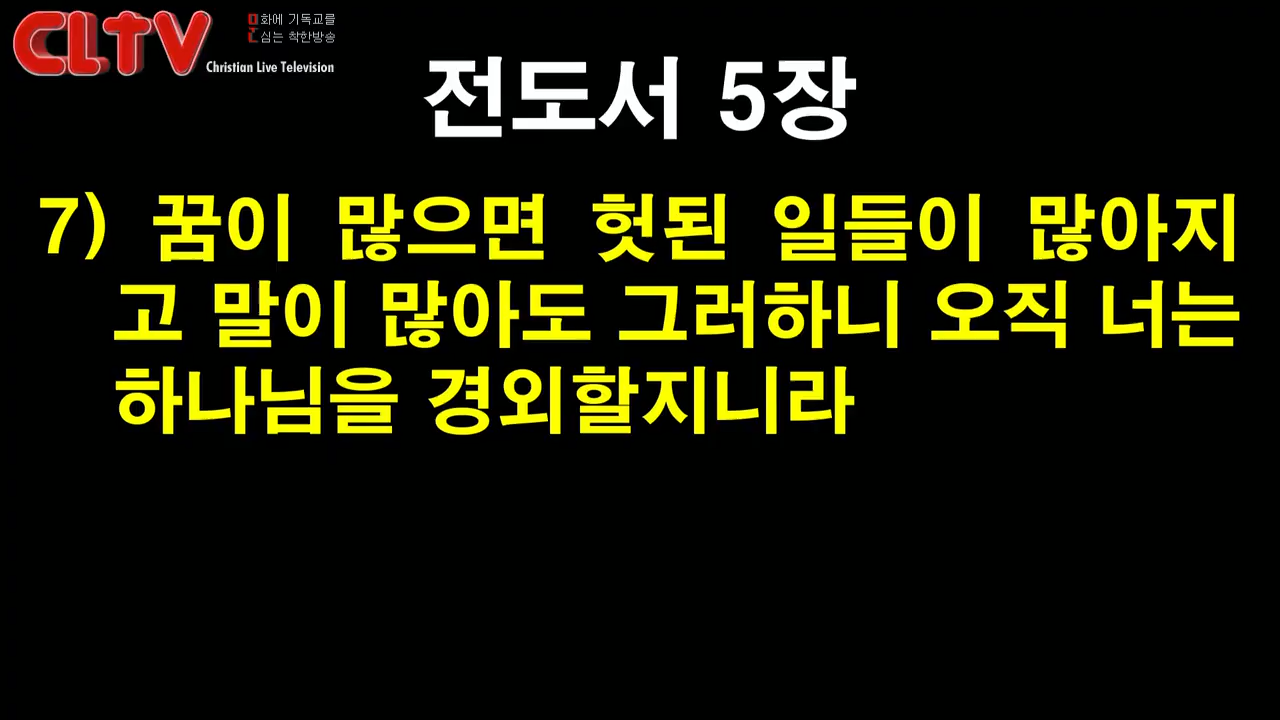 CLTV
문화에 기독교를
심는 착한방송
Christian Live Television
전도서 5장
7) 꿈이 많으면 헛된 일들이 많아지
고 말이 많아도 그러하니 오직 너는
하나님을 경외할지니라